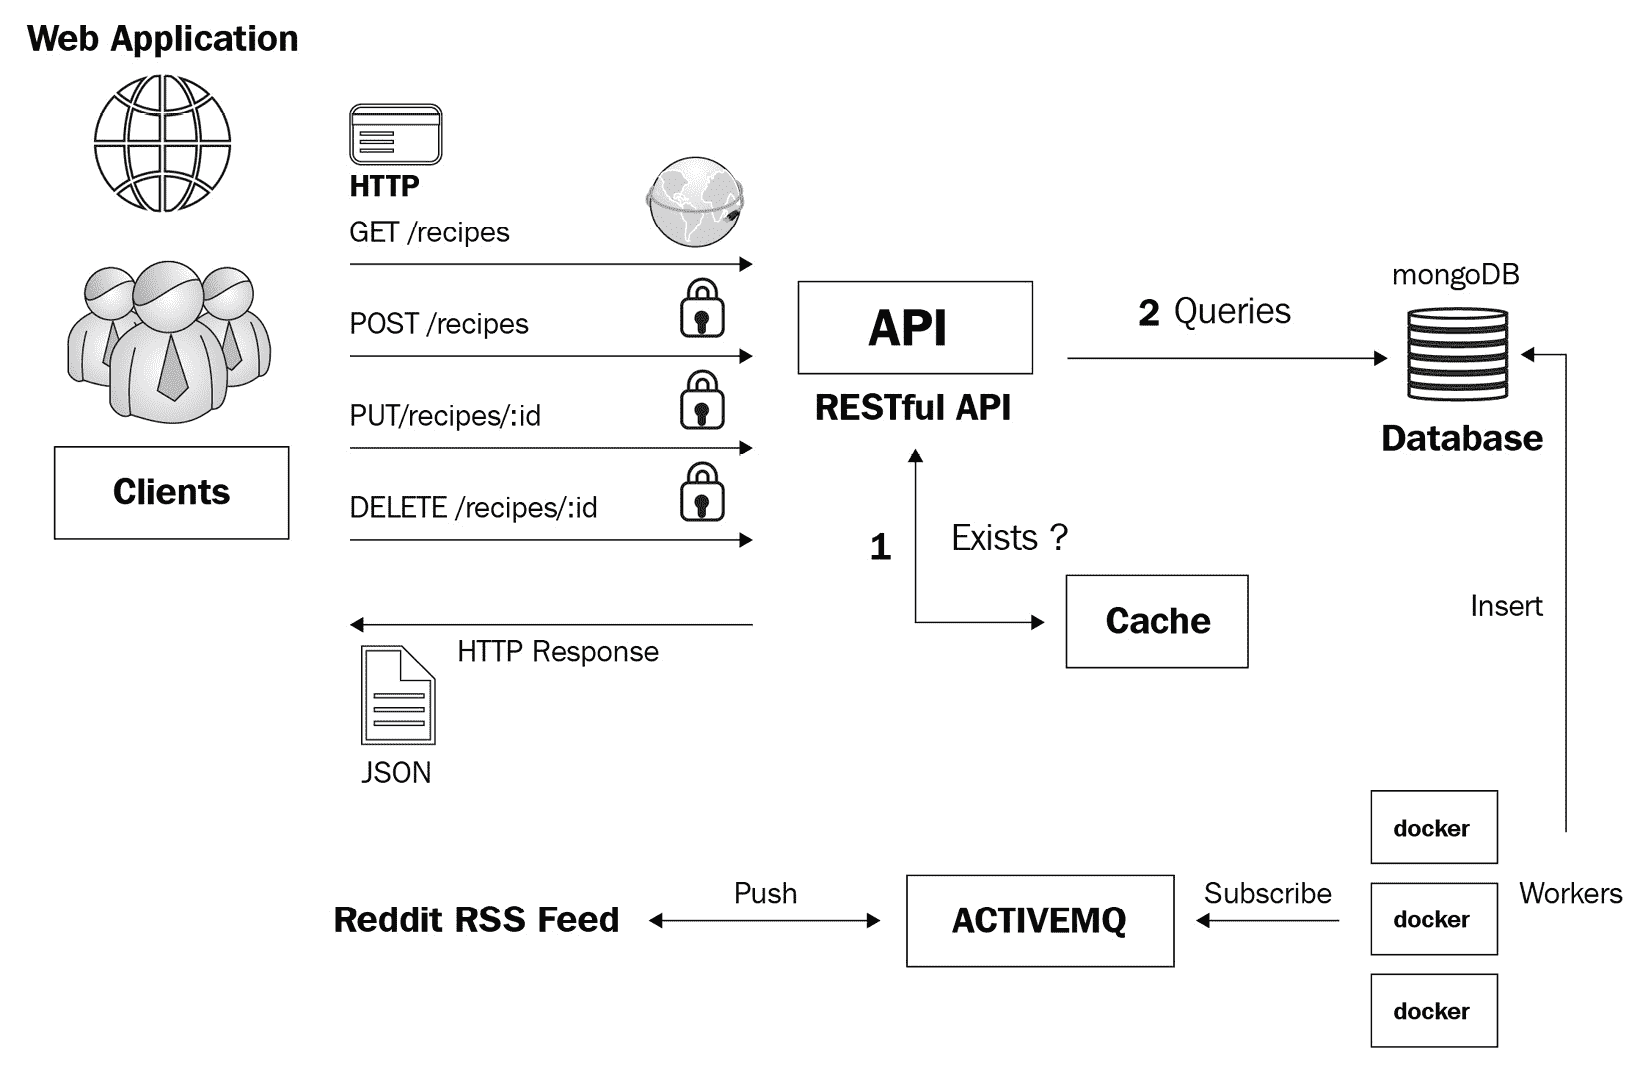 Web Application
HTTP
GET /recipes
POST /recipes
PUT/recipes/:id
DELETE /recipes/:id
Clients
HTTP Response
JSON
API
RESTful API
2 Queries
mongoDB
Database
1
Exists ?
Cache
Insert
Reddit RSS Feed
Push
ACTIVEMQ
Subscribe
docker
docker
docker
Workers